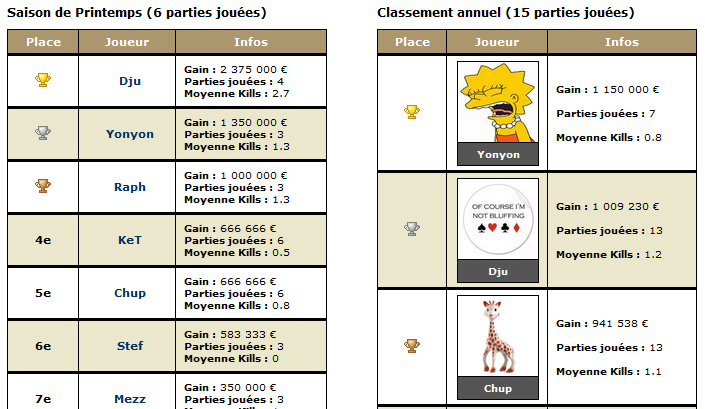 Saison de Printemps (6 parties jouées)
Place Joueur Infos
Dju
Gain : 2 375 000 €
Parties jouées : 4
Moyenne Kills : 2.7
Yonyon
Gain : 1 350 000 €
Parties jouées : 3
Moyenne Kills : 1.3
Raph
Gain : 1 000 000 €
Parties jouées : 3
Moyenne Kills : 1.3
4e
KeT
Gain : 666 666 €
Parties jouées : 6
Moyenne Kills : 0.5
5e
Chup
Gain : 666 666 €
Parties jouées : 6
Moyenne Kills : 0.8
6e
Stef
Gain : 583 333 €
Parties jouées : 3
Moyenne Kills : 0
7e
Mezz
Gain : 350 000 €
Parties jouées : 3
Classement annuel (15 parties jouées)
Place Joueur Infos
Yonyon
Gain : 1 150 000 €
Parties jouées : 7
Moyenne Kills : 0.8
OF COURSE I'M
NOT BLUFFING
Dju
Gain : 1 009 230 €
Parties jouées : 13
Moyenne Kills : 1.2
Chup
Gain : 941 538 €
Parties jouées : 13
Moyenne Kills : 1.1